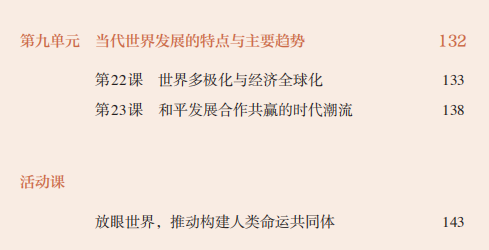 第九单元 当代世界发展的特点与主要趋势 132
第22课 世界多极化与经济全球化 133
第23课 和平发展合作共赢的时代潮流 138
活动课
放眼世界，推动构建人类命运共同体 143